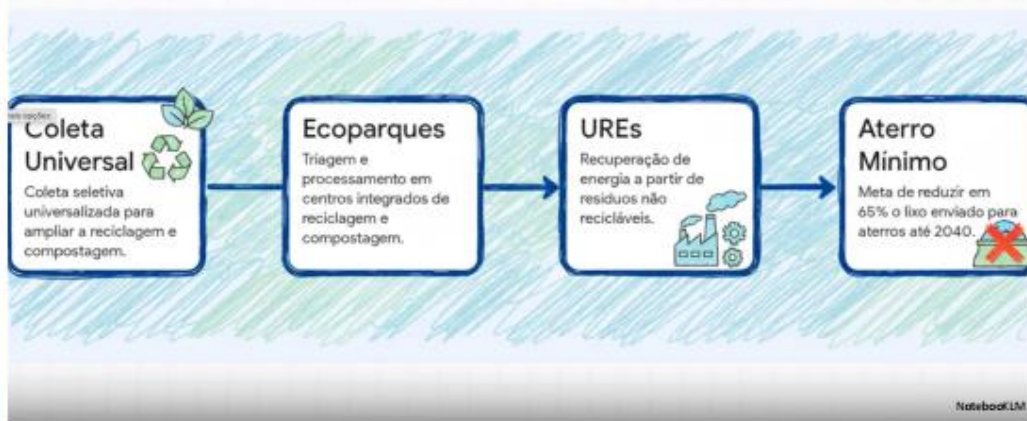 Coleta
Universal
Coleta seletiva
universalizada para
ampliar a reciclagem e
compostagem.
Ecoparques
Triagem e
processamento em
centros integrados de
reciclagem e
compostagem.
UREs
Recuperação de
energia a partir de
resíduos não
recicláveis.
Aterro
Mínimo
Meta de reduzir em
65% o lixo enviado para
aterros até 2040.
NotebookLM